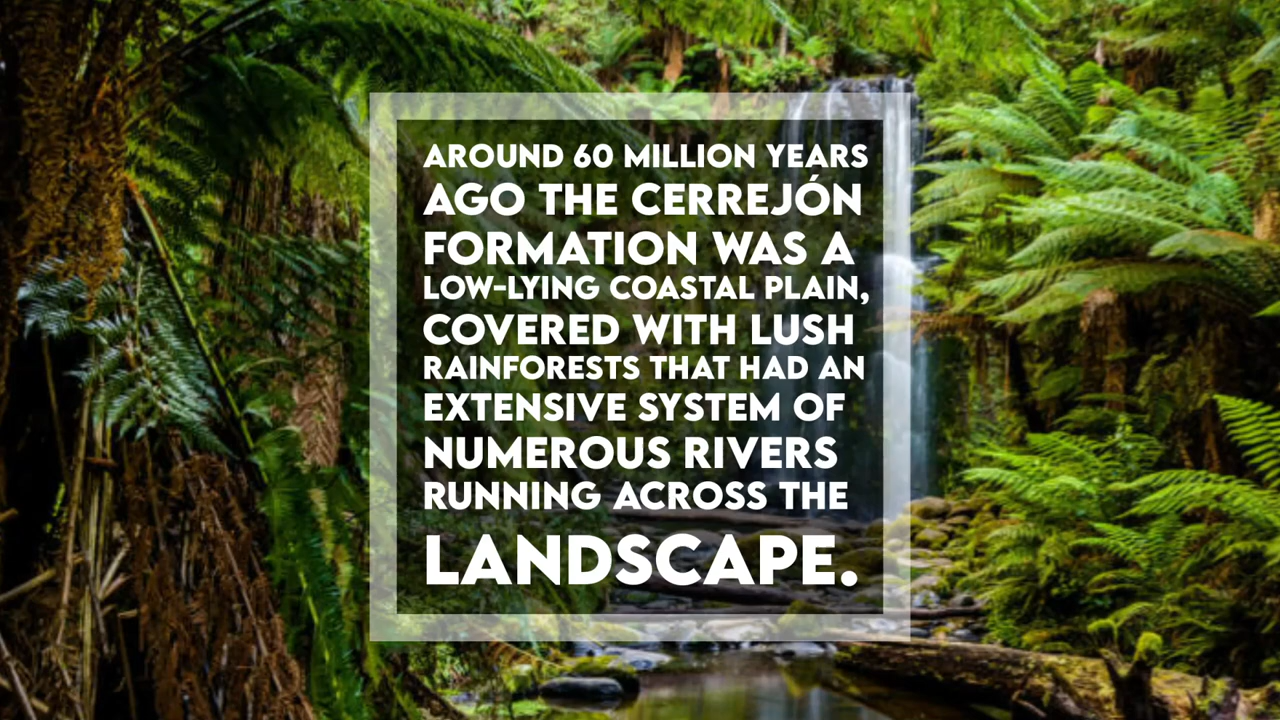 AROUND 60 MILLION YEARS
AGO THE CERREJÓN
FORMATION WAS A
LOW-LYING COASTAL PLAIN,
COVERED WITH LUSH
RAINFORESTS THAT HAD AN
EXTENSIVE SYSTEM OF
NUMEROUS RIVERS
RUNNING ACROSS THE
LANDSCAPE.